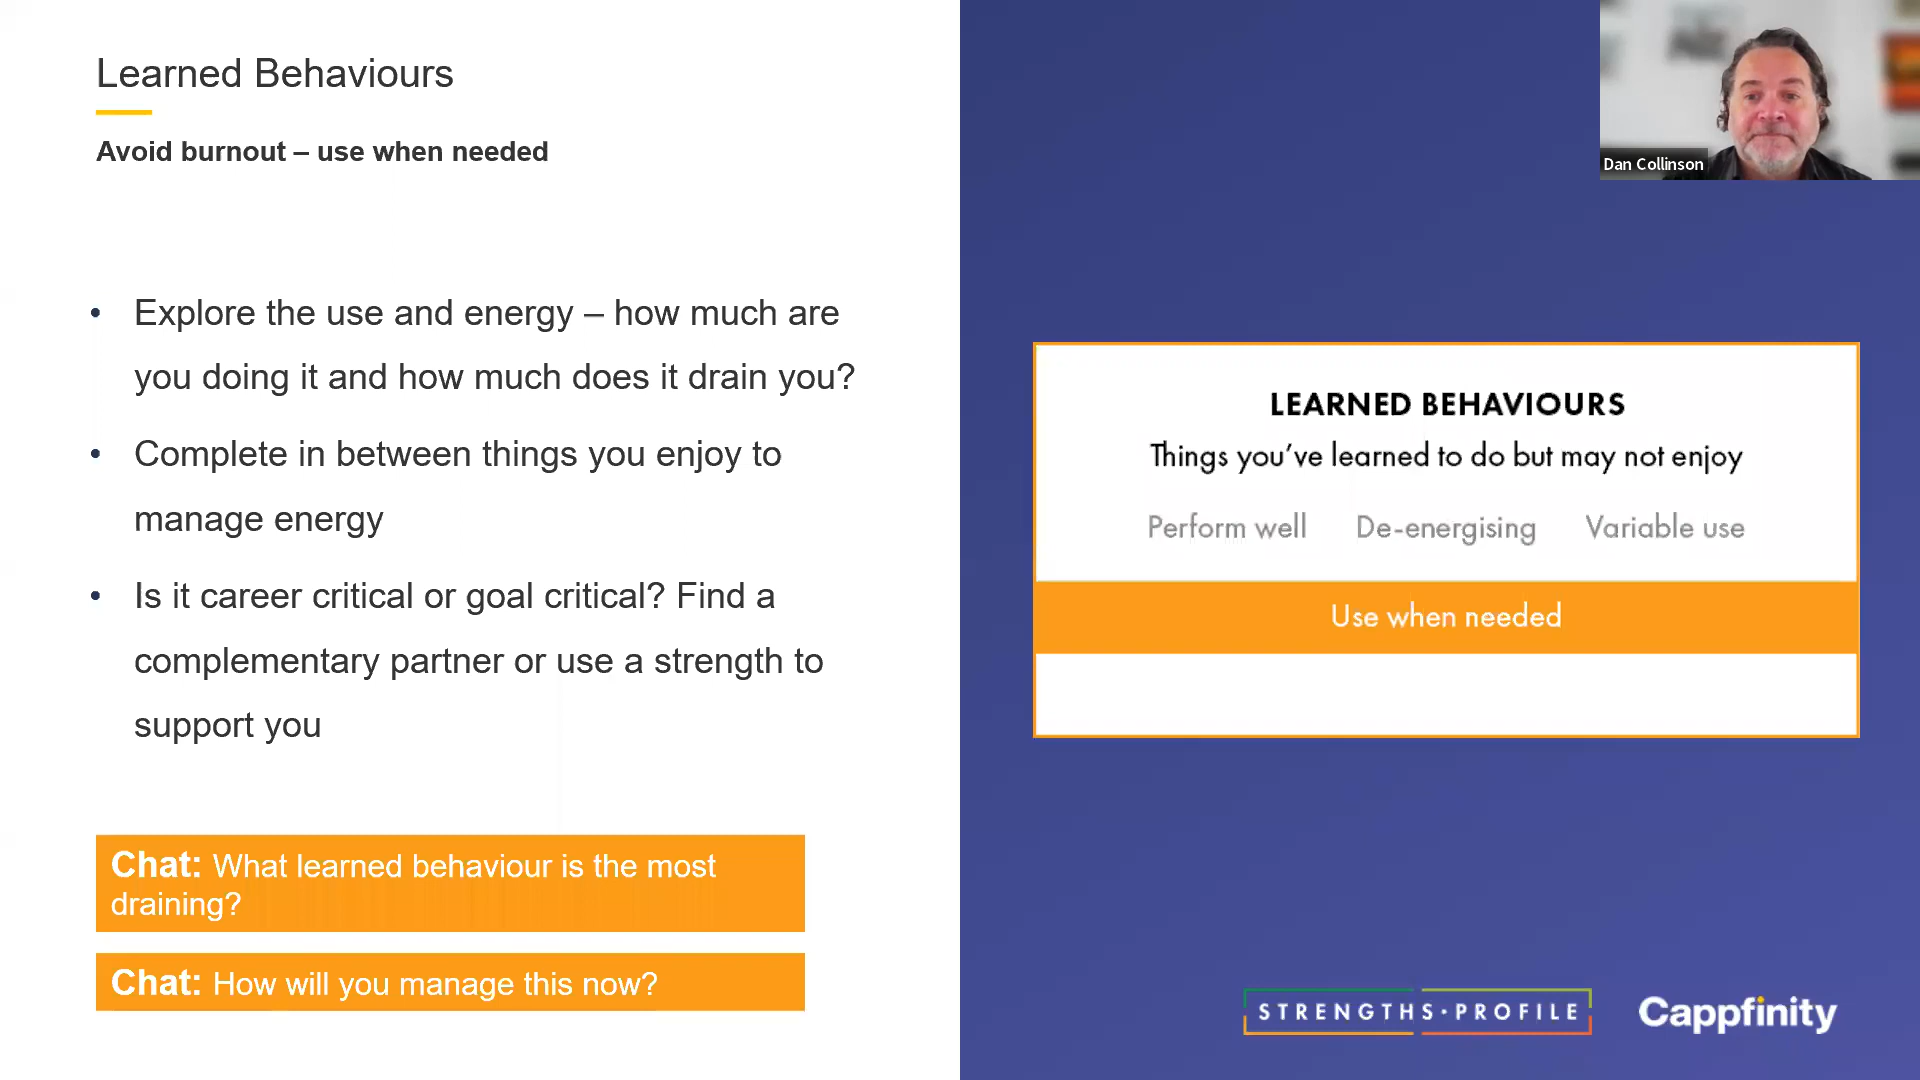 Learned Behaviours
Avoid burnout – use when needed
• Explore the use and energy – how much are
you doing it and how much does it drain you?
• Complete in between things you enjoy to
manage energy
• Is it career critical or goal critical? Find a
complementary partner or use a strength to
support you
Chat: What learned behaviour is the most
draining?
Chat: How will you manage this now?
Dan Collinson
LEARNED BEHAVIOURS
Things you've learned to do but may not enjoy
Perform well De-energising Variable use
Use when needed
STRENGTHS·PROFILE
Cappfinity